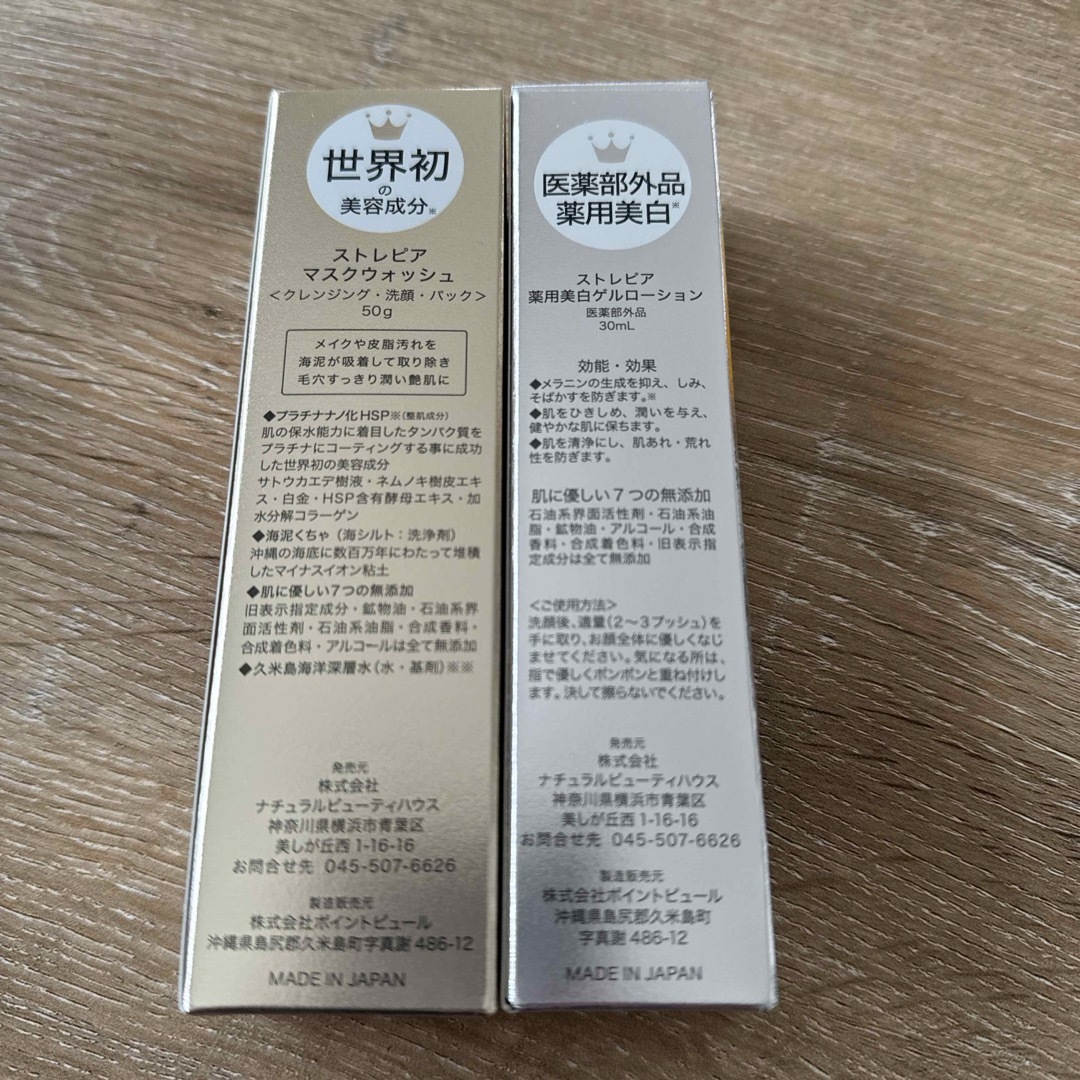 世界初
の
美容成分※
ストレピア
マスクウォッシュ
＜クレンジング・洗顔・パック＞
50g
メイクや皮脂汚れを
海泥が吸着して取り除き
毛穴すっきり潤い艶肌に
◆プラチナナノ化HSP※(整肌成分)
肌の保水能力に着目したタンパク質を
プラチナにコーティングする事に成功
した世界初の美容成分
サトウカエデ樹液・ネムノキ樹皮エキ
ス・白金・HSP含有酵母エキス・加
水分解コラーゲン
◆海泥くちゃ（海シルト：洗浄剤）
沖縄の海底に数百万年にわたって堆積
したマイナスイオン粘土
◆肌に優しい7つの無添加
旧表示指定成分・鉱物油・石油系界
面活性剤・石油系油脂・合成香料・
合成着色料・アルコールは全て無添加
◆久米島海洋深層水（水・基剤）※※
発売元
株式会社
ナチュラルビューティハウス
神奈川県横浜市青葉区
美しが丘西 1-16-16
お問合せ先 045-507-6626
製造販売元
株式会社ポイントピュール
沖縄県島尻郡久米島町字真謝 486-12
MADE IN JAPAN
医薬部外品
薬用美白※
ストレピア
薬用美白ゲルローション
医薬部外品
30mL
効能・効果
◆メラニンの生成を抑え、しみ、
そばかすを防ぎます。※
◆肌をひきしめ、潤いを与え、
健やかな肌に保ちます。
◆肌を清浄にし、肌あれ・荒れ
性を防ぎます。
肌に優しい７つの無添加
石油系界面活性剤・石油系油
脂・鉱物油・アルコール・合成
香料・合成着色料・旧表示指
定成分は全て無添加
＜ご使用方法＞
洗顔後、適量(2～3プッシュ)を
手に取り、お顔全体に優しくなじ
ませてください。気になる所は、
指で優しくポンポンと重ね付けし
ます。決して擦らないでください。
発売元
株式会社
ナチュラルビューティハウス
神奈川県横浜市青葉区
美しが丘西 1-16-16
お問合せ先 045-507-6626
製造販売元
株式会社ポイントピュール
沖縄県島尻郡久米島町
字真謝 486-12
MADE IN JAPAN